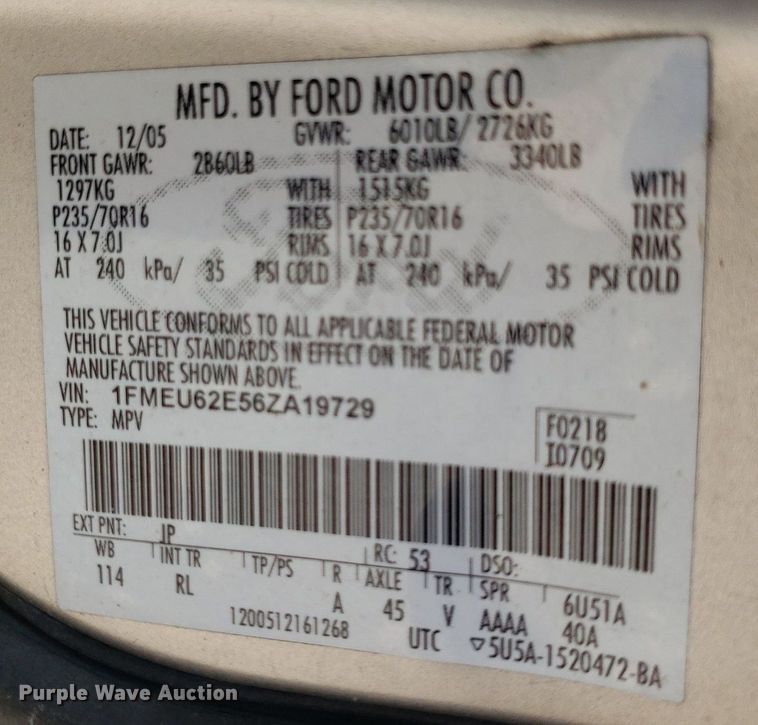 MFD. BY FORD MOTOR CO.
DATE: 12/05 GVWR: 6010LB/ 2726KG
FRONT GAWR: 2860LB REAR GAWR: 3340LB
1297KG WITH 1515KG WITH
P235/70R16 TIRES P235/70R16 TIRES
16 X 7.0J RIMS 16 X 7.0J RIMS
AT 240 kPa/ 35 PSI COLD AT 240 kPa/ 35 PSI COLD
THIS VEHICLE CONFORMS TO ALL APPLICABLE FEDERAL MOTOR
VEHICLE SAFETY STANDARDS IN EFFECT ON THE DATE OF
MANUFACTURE SHOWN ABOVE.
VIN: 1FMEU62E56ZA19729
TYPE: MPV
F0218
I0709
EXT PNT: JP RC: 53 DSO:
WB INT TR TP/PS R AXLE TR SPR 6U51A
114 RL A 45 V AAAA 40A
1200512161268 UTC ▽5U5A-1520472-BA
Purple Wave Auction